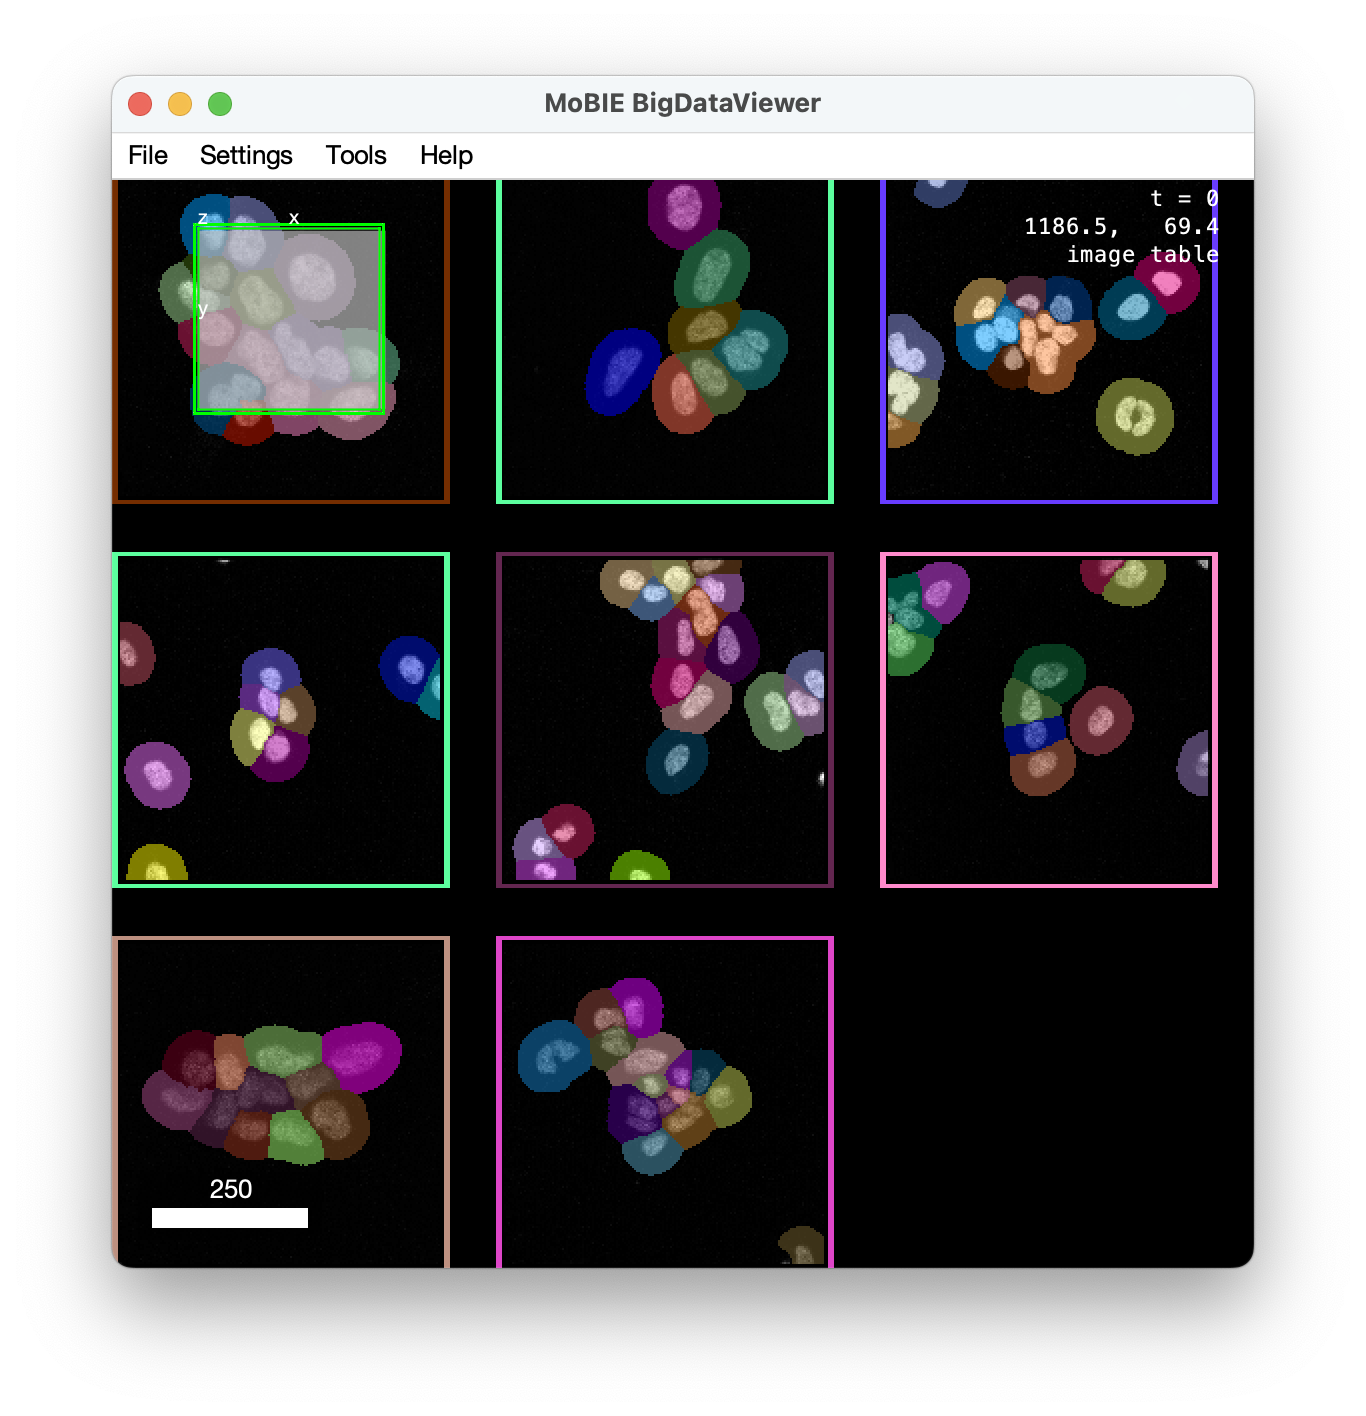 MoBIE BigDataViewer
File Settings Tools Help
t = 0
1186.5, 69.4
image table
z x
y
250